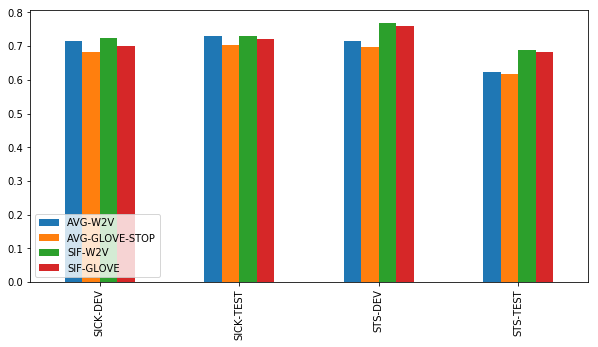 0.8
0.7
0.6
0.5
0.4
0.3
0.2
0.1
0.0
AVG-W2V
AVG-GLOVE-STOP
SIF-W2V
SIF-GLOVE
SICK-DEV
SICK-TEST
STS-DEV
STS-TEST